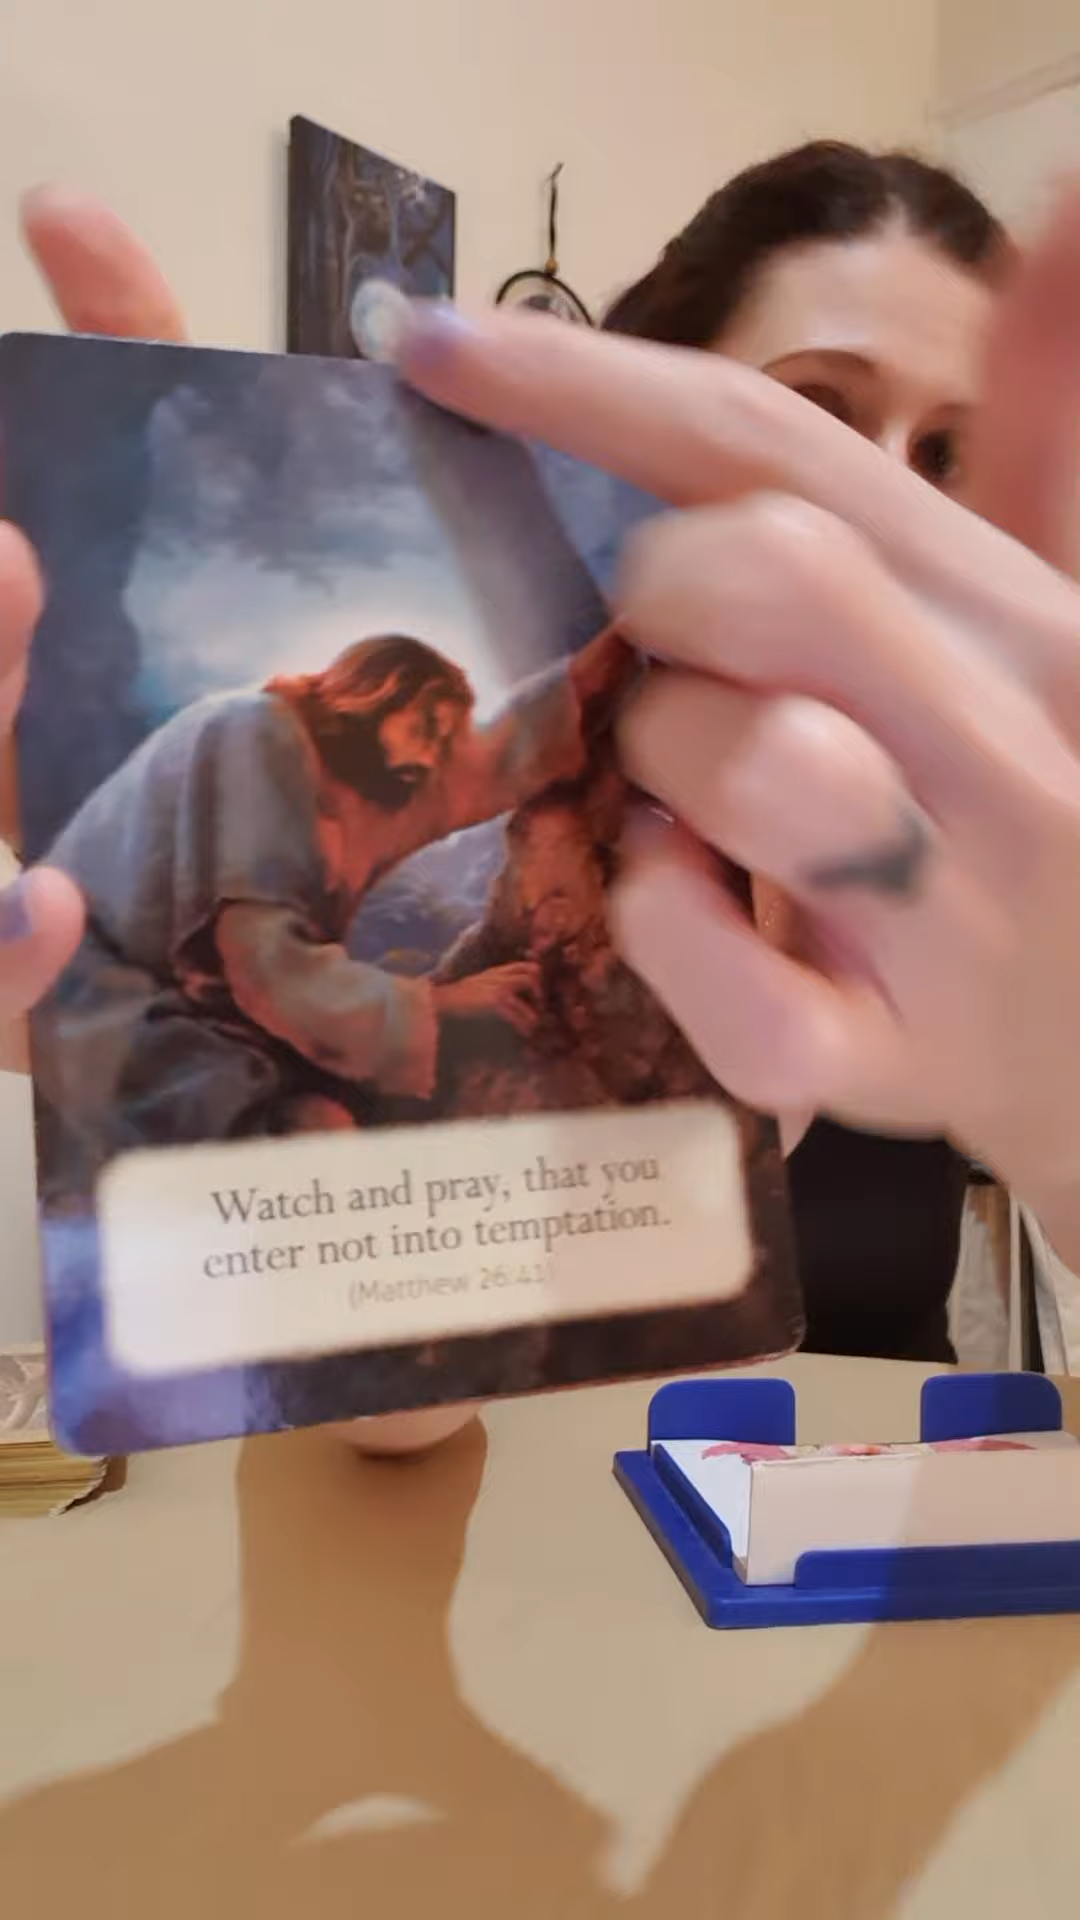 Watch and pray, that you
enter not into temptation.
(Matthew 26:41)